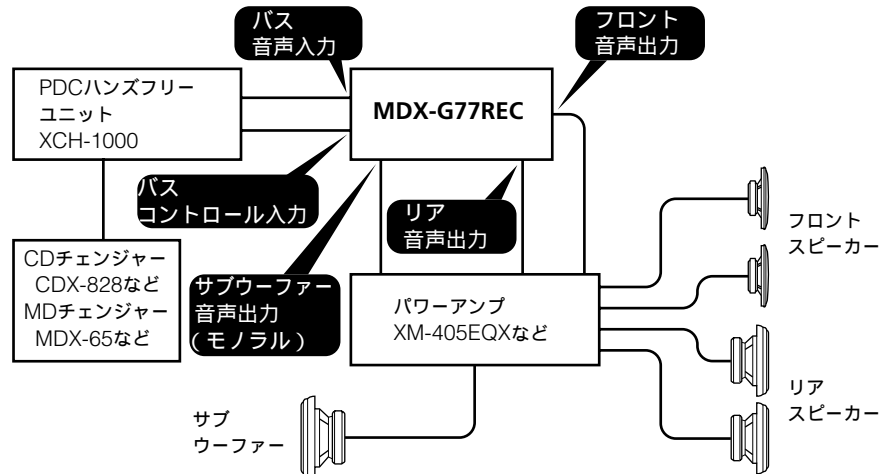 バス
音声入力
フロント
音声出力
PDCハンズフリー
ユニット
XCH-1000
MDX-G77REC
バス
コントロール入力
リア
音声出力
フロント
スピーカー
CDチェンジャー
CDX-828など
MDチェンジャー
MDX-65など
サブウーファー
音声出力
(モノラル)
パワーアンプ
XM-405EQXなど
リア
スピーカー
サブ
ウーファー